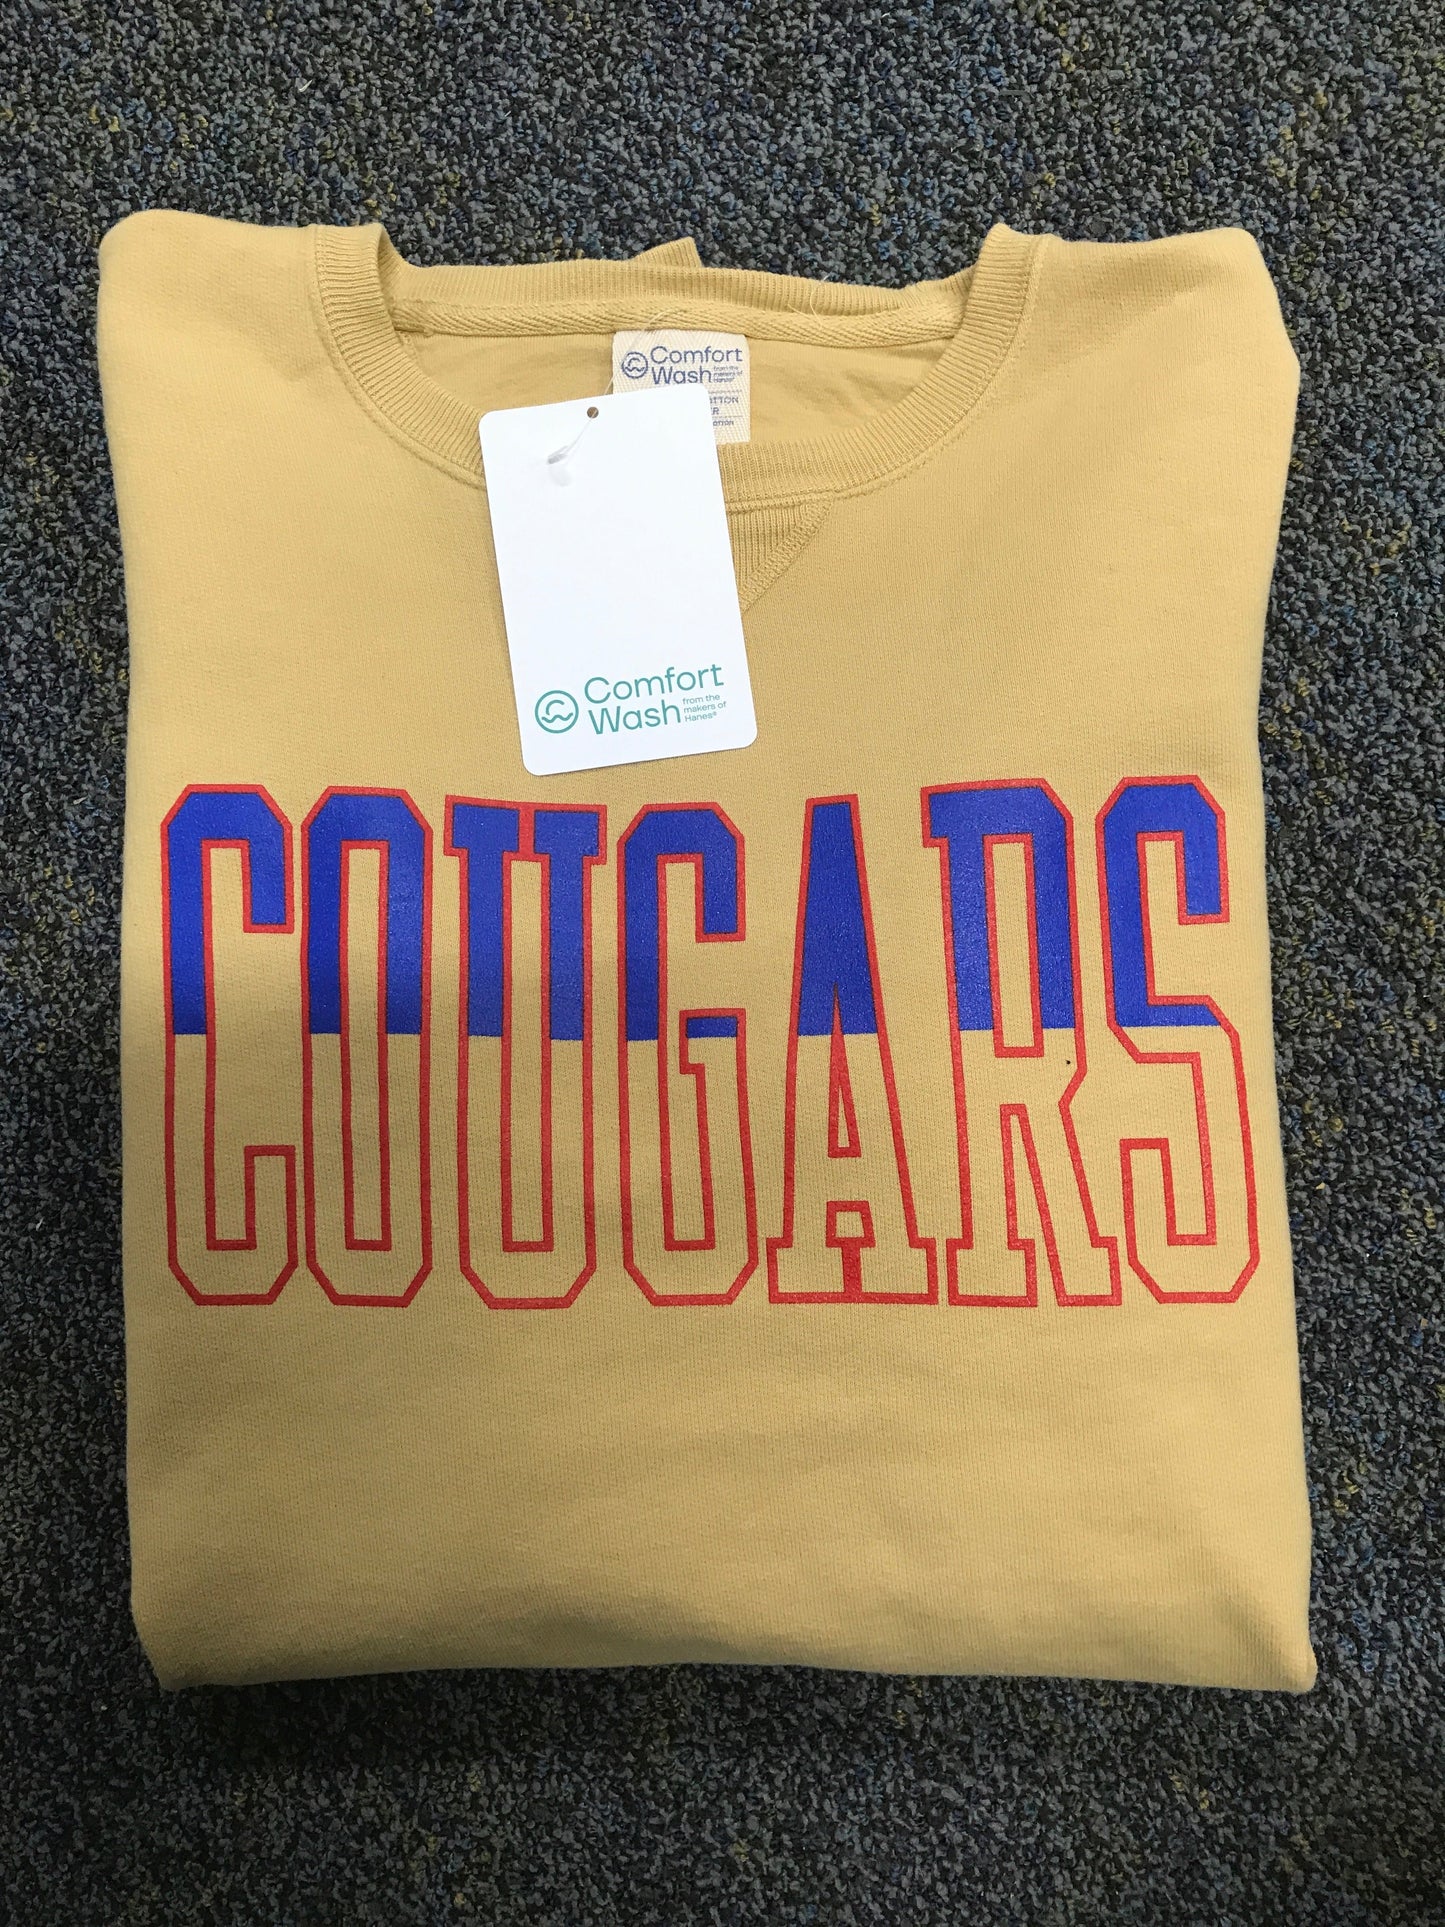 Comfort
Wash from the
makers of
Hanes®
Comfort
Wash from the
makers of
Hanes®
COUGARS